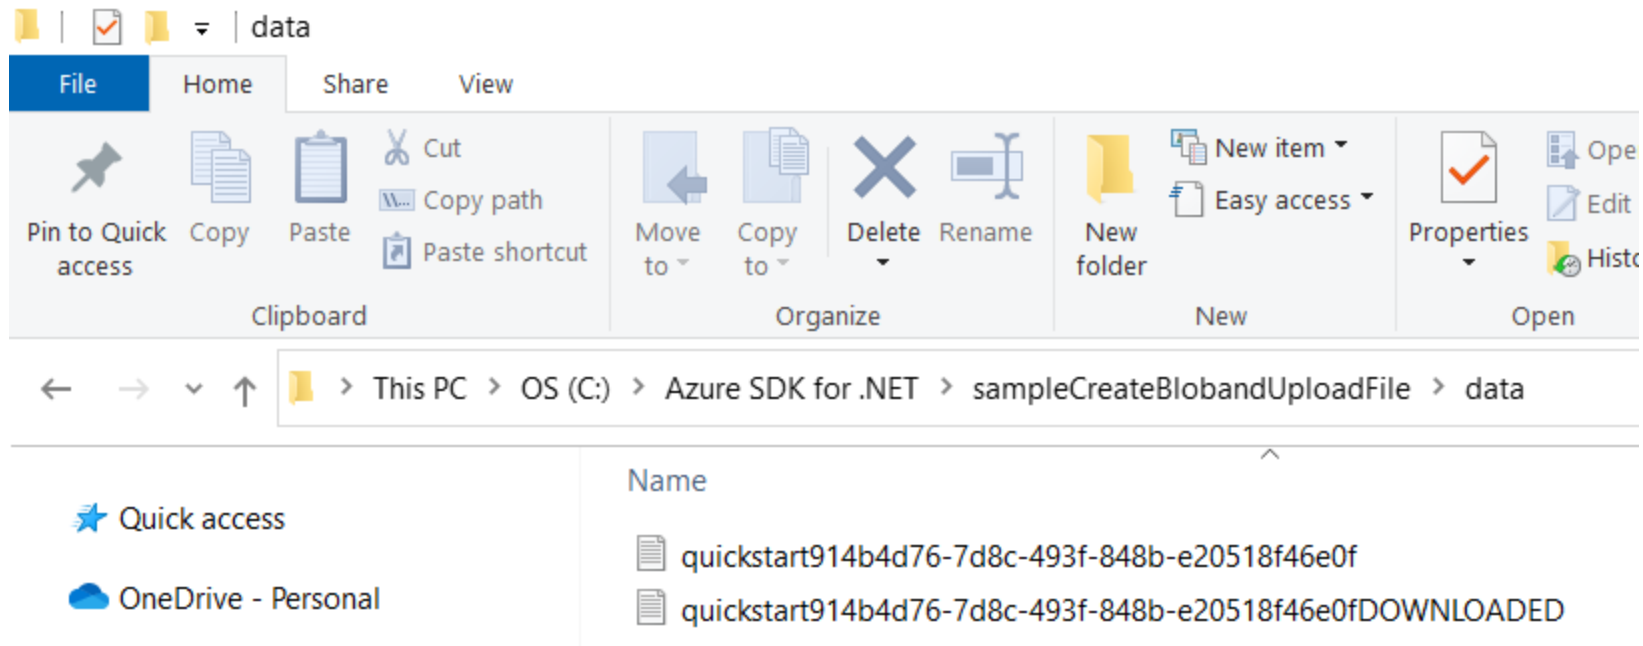 data
File Home Share View
Pin to Quick access
Copy
Paste
Cut
Copy path
Paste shortcut
Clipboard
Move to
Copy to
Delete
Rename
Organize
New folder
New item
Easy access
New
Properties
Ope
Edit
Histo
Open
This PC > OS (C:) > Azure SDK for .NET > sampleCreateBlobandUploadFile > data
Name
Quick access
OneDrive - Personal
quickstart914b4d76-7d8c-493f-848b-e20518f46e0f
quickstart914b4d76-7d8c-493f-848b-e20518f46e0fDOWNLOADED